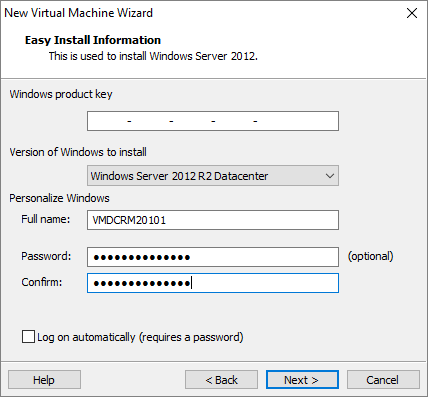 New Virtual Machine Wizard
Easy Install Information
This is used to install Windows Server 2012.
Windows product key
- - - -
Version of Windows to install
Windows Server 2012 R2 Datacenter
Personalize Windows
Full name: VMDCRM20101
Password: ●●●●●●●●●●●●●● (optional)
Confirm: ●●●●●●●●●●●●●●
Log on automatically (requires a password)
Help < Back Next > Cancel